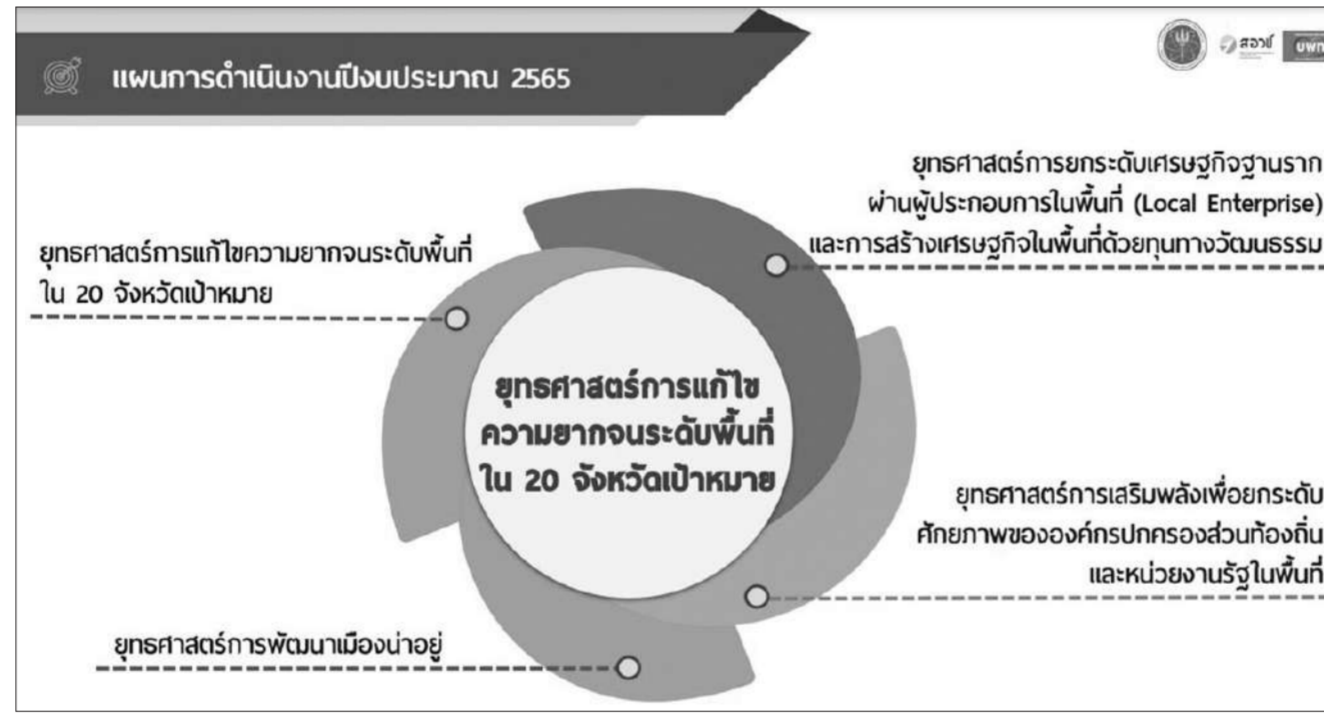 แผนการดำเนินงานปีงบประมาณ 2565
สอวช
บพท
ยุทธศาสตร์การยกระดับเศรษฐกิจฐานราก
ผ่านผู้ประกอบการในพื้นที่ (Local Enterprise)
และการสร้างเศรษฐกิจในพื้นที่ด้วยทุนทางวัฒนธรรม
ยุทธศาสตร์การแก้ไขความยากจนระดับพื้นที่
ใน 20 จังหวัดเป้าหมาย
ยุทธศาสตร์การแก้ไข
ความยากจนระดับพื้นที่
ใน 20 จังหวัดเป้าหมาย
ยุทธศาสตร์การเสริมพลังเพื่อยกระดับ
ศักยภาพขององค์กรปกครองส่วนท้องถิ่น
และหน่วยงานรัฐในพื้นที่
ยุทธศาสตร์การพัฒนาเมืองน่าอยู่